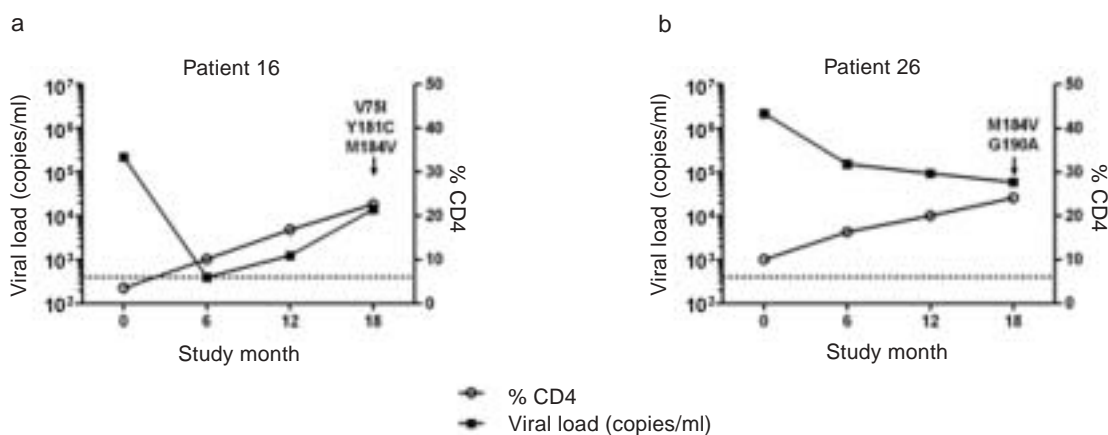 a
b
Patient 16
Viral load (copies/ml)
10⁷
10⁶
10⁵
10⁴
10³
10²
50
40
30
20
10
0
% CD4
V75I
Y181C
M184V
0 6 12 18
Study month
Patient 26
Viral load (copies/ml)
10⁷
10⁶
10⁵
10⁴
10³
10²
50
40
30
20
10
0
% CD4
M184V
G190A
0 6 12 18
Study month
% CD4
Viral load (copies/ml)